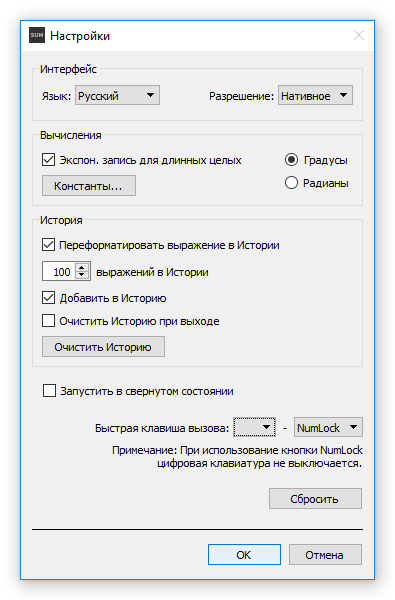 SUM Настройки
Интерфейс
Язык: Русский Разрешение: Нативное
Вычисления
Экспон. запись для длинных целых Градусы
Константы... Радианы
История
Переформатировать выражение в Истории
100 выражений в Истории
Добавить в Историю
Очистить Историю при выходе
Очистить Историю
Запустить в свернутом состоянии
Быстрая клавиша вызова: - NumLock
Примечание: При использование кнопки NumLock
цифровая клавиатура не выключается.
Сбросить
OK Отмена